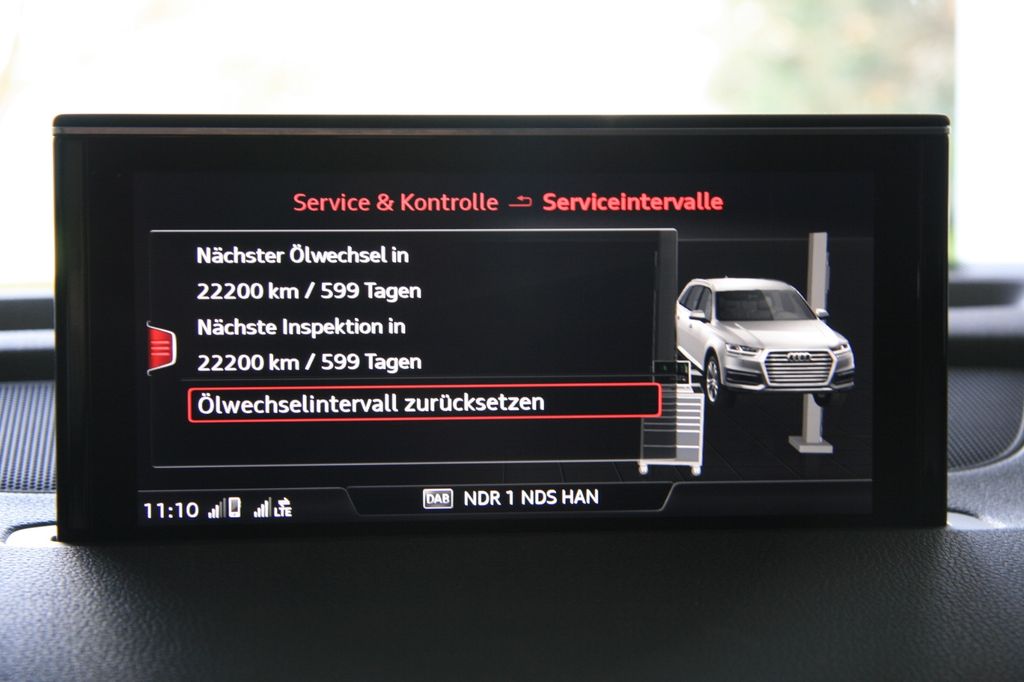 Service & Kontrolle Serviceintervalle
Nächster Ölwechsel in
22200 km / 599 Tagen
Nächste Inspektion in
22200 km / 599 Tagen
Ölwechselintervall zurücksetzen
11:10 LTE DAB NDR 1 NDS HAN